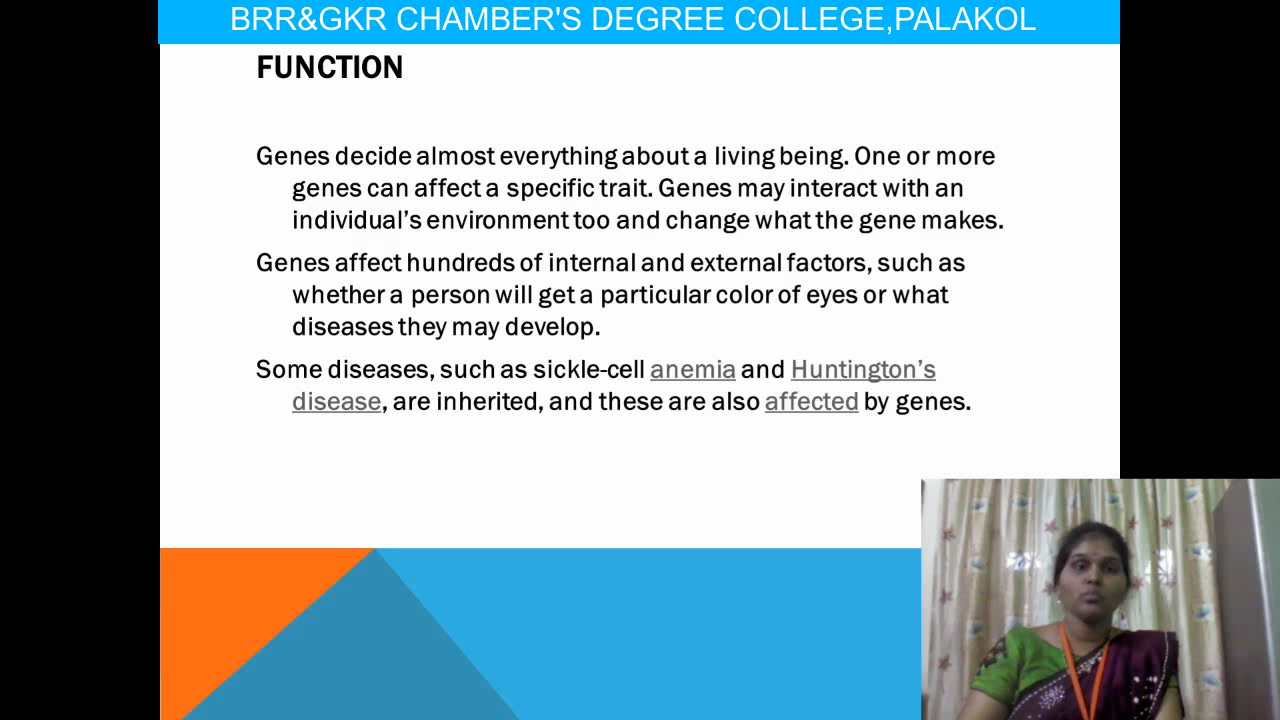 BRR&GKR CHAMBER'S DEGREE COLLEGE,PALAKOL
FUNCTION
Genes decide almost everything about a living being. One or more
genes can affect a specific trait. Genes may interact with an
individual’s environment too and change what the gene makes.
Genes affect hundreds of internal and external factors, such as
whether a person will get a particular color of eyes or what
diseases they may develop.
Some diseases, such as sickle-cell anemia and Huntington’s
disease, are inherited, and these are also affected by genes.